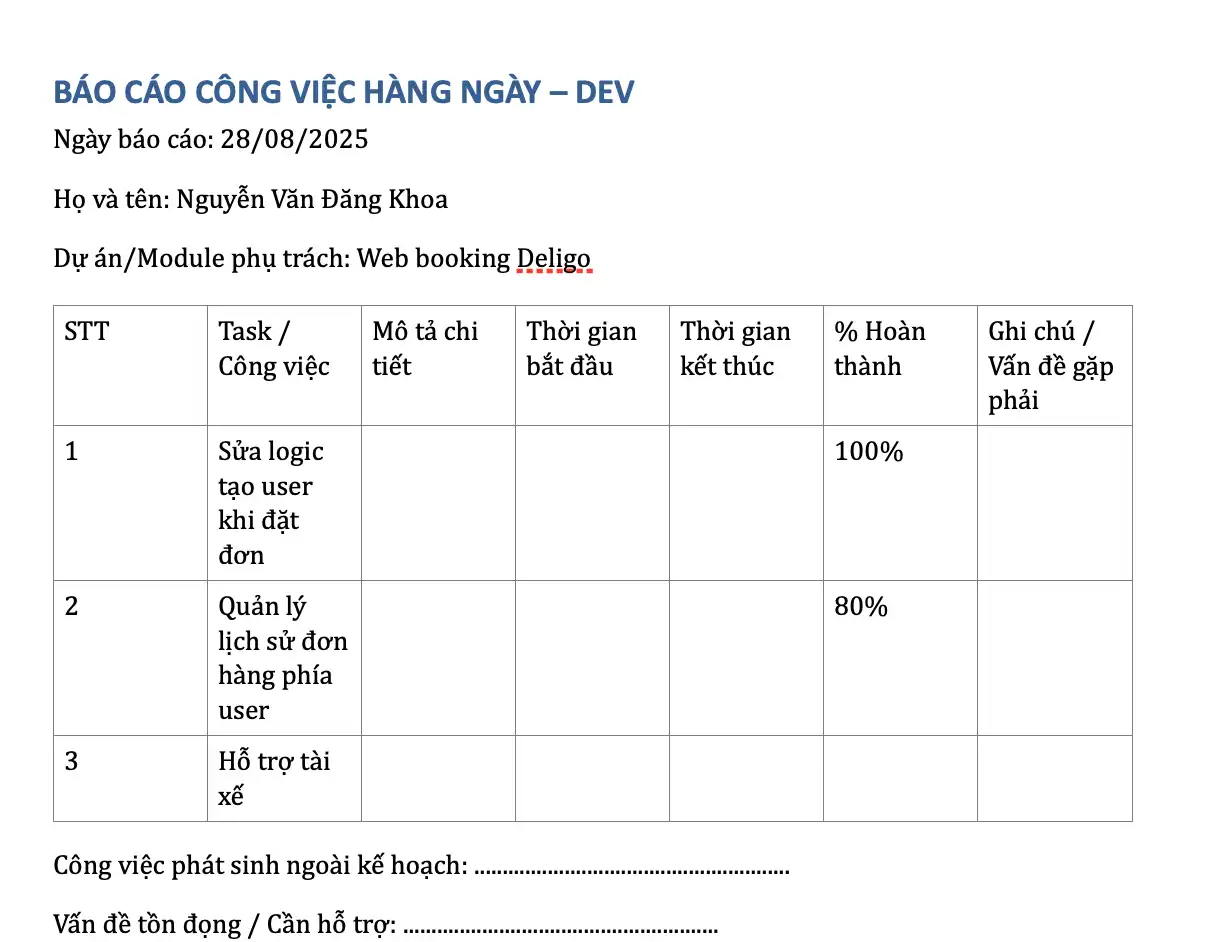 BÁO CÁO CÔNG VIỆC HÀNG NGÀY – DEV
Ngày báo cáo: 28/08/2025
Họ và tên: Nguyễn Văn Đăng Khoa
Dự án/Module phụ trách: Web booking Deligo
STT
Task /
Công việc
Mô tả chi
tiết
Thời gian
bắt đầu
Thời gian
kết thúc
% Hoàn
thành
Ghi chú /
Vấn đề gặp
phải
1
Sửa logic
tạo user
khi đặt
đơn
100%
2
Quản lý
lịch sử đơn
hàng phía
user
80%
3
Hỗ trợ tài
xế
Công việc phát sinh ngoài kế hoạch: ........................................................
Vấn đề tồn đọng / Cần hỗ trợ: ........................................................